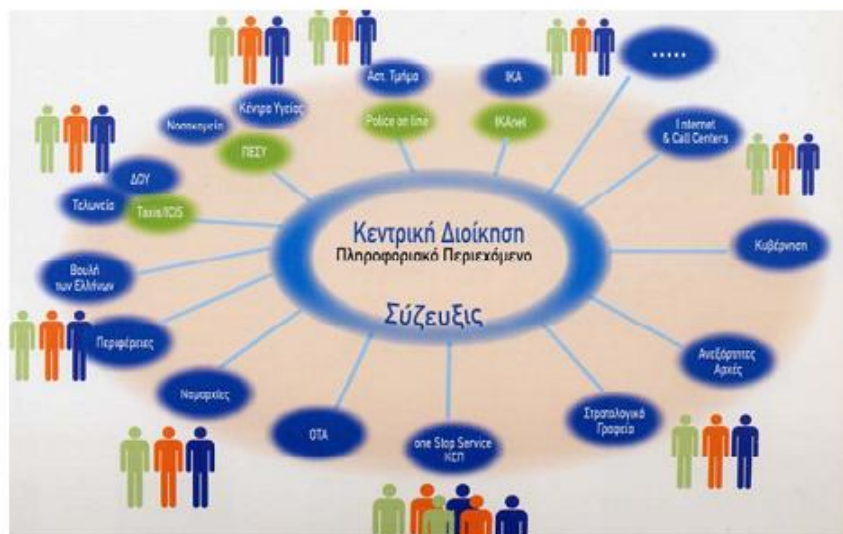 .....
Αστ. Τμήμα
ΙΚΑ
Κέντρα Υγείας
Νοσοκομεία
Police on line
IKAnet
Internet
& Call Centers
ΠΕΣΥ
ΔΟΥ
Τελωνεία
Taxis/ICIS
Κεντρική Διοίκηση
Πληροφοριακό Περιεχόμενο
Κυβέρνηση
Βουλή
των Ελλήνων
Σύζευξις
Περιφέρειες
Ανεξάρτητες
Αρχές
Νομαρχίες
Στρατολογικά
Γραφεία
ΟΤΑ
one Stop Service
ΚΕΠ